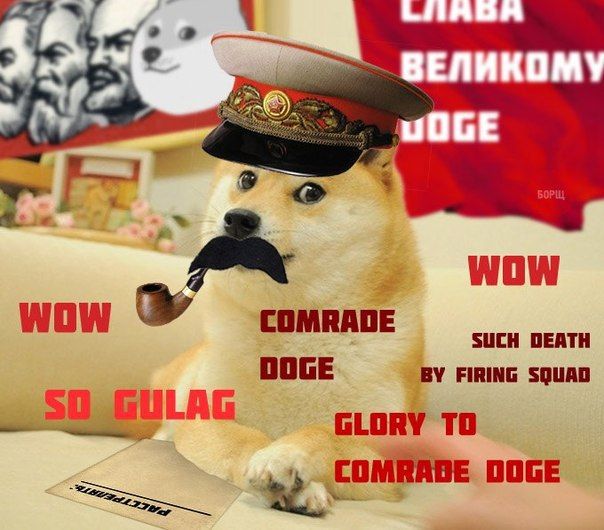 СЛАВА
ВЕЛИКОМУ
DOGE
БОРЩ
WOW
WOW
COMRADE
DOGE
SUCH DEATH
BY FIRING SQUAD
SO GULAG
GLORY TO
COMRADE DOGE
РАССТРЕЛЯТЬ: